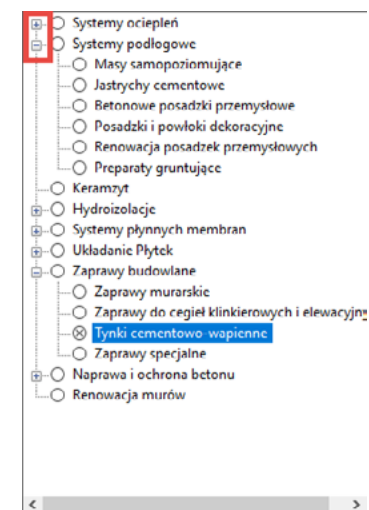 Systemy ociepleń
Systemy podłogowe
Masy samopoziomujące
Jastrychy cementowe
Betonowe posadzki przemysłowe
Posadzki i powłoki dekoracyjne
Renowacja posadzek przemysłowych
Preparaty gruntujące
Keramzyt
Hydroizolacje
Systemy płynnych membran
Układanie Płytek
Zaprawy budowlane
Zaprawy murarskie
Zaprawy do cegieł klinkierowych i elewacyjny
Tynki cementowo-wapienne
Zaprawy specjalne
Naprawa i ochrona betonu
Renowacja murów